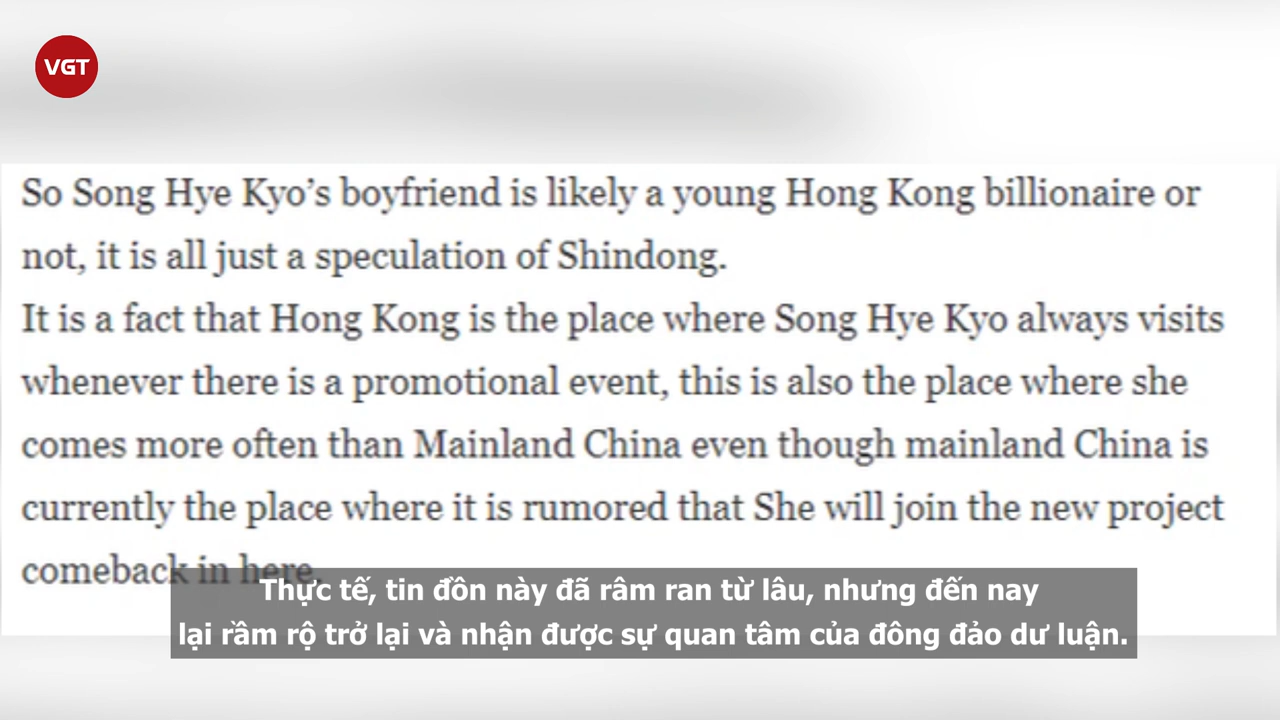 VGT
So Song Hye Kyo's boyfriend is likely a young Hong Kong billionaire or
not, it is all just a speculation of Shindong.
It is a fact that Hong Kong is the place where Song Hye Kyo always visits
whenever there is a promotional event, this is also the place where she
comes more often than Mainland China even though mainland China is
currently the place where it is rumored that She will join the new project
comeback in here.
Thực tế, tin đồn này đã râm ran từ lâu, nhưng đến nay
lại rầm rộ trở lại và nhận được sự quan tâm của đông đảo dư luận.